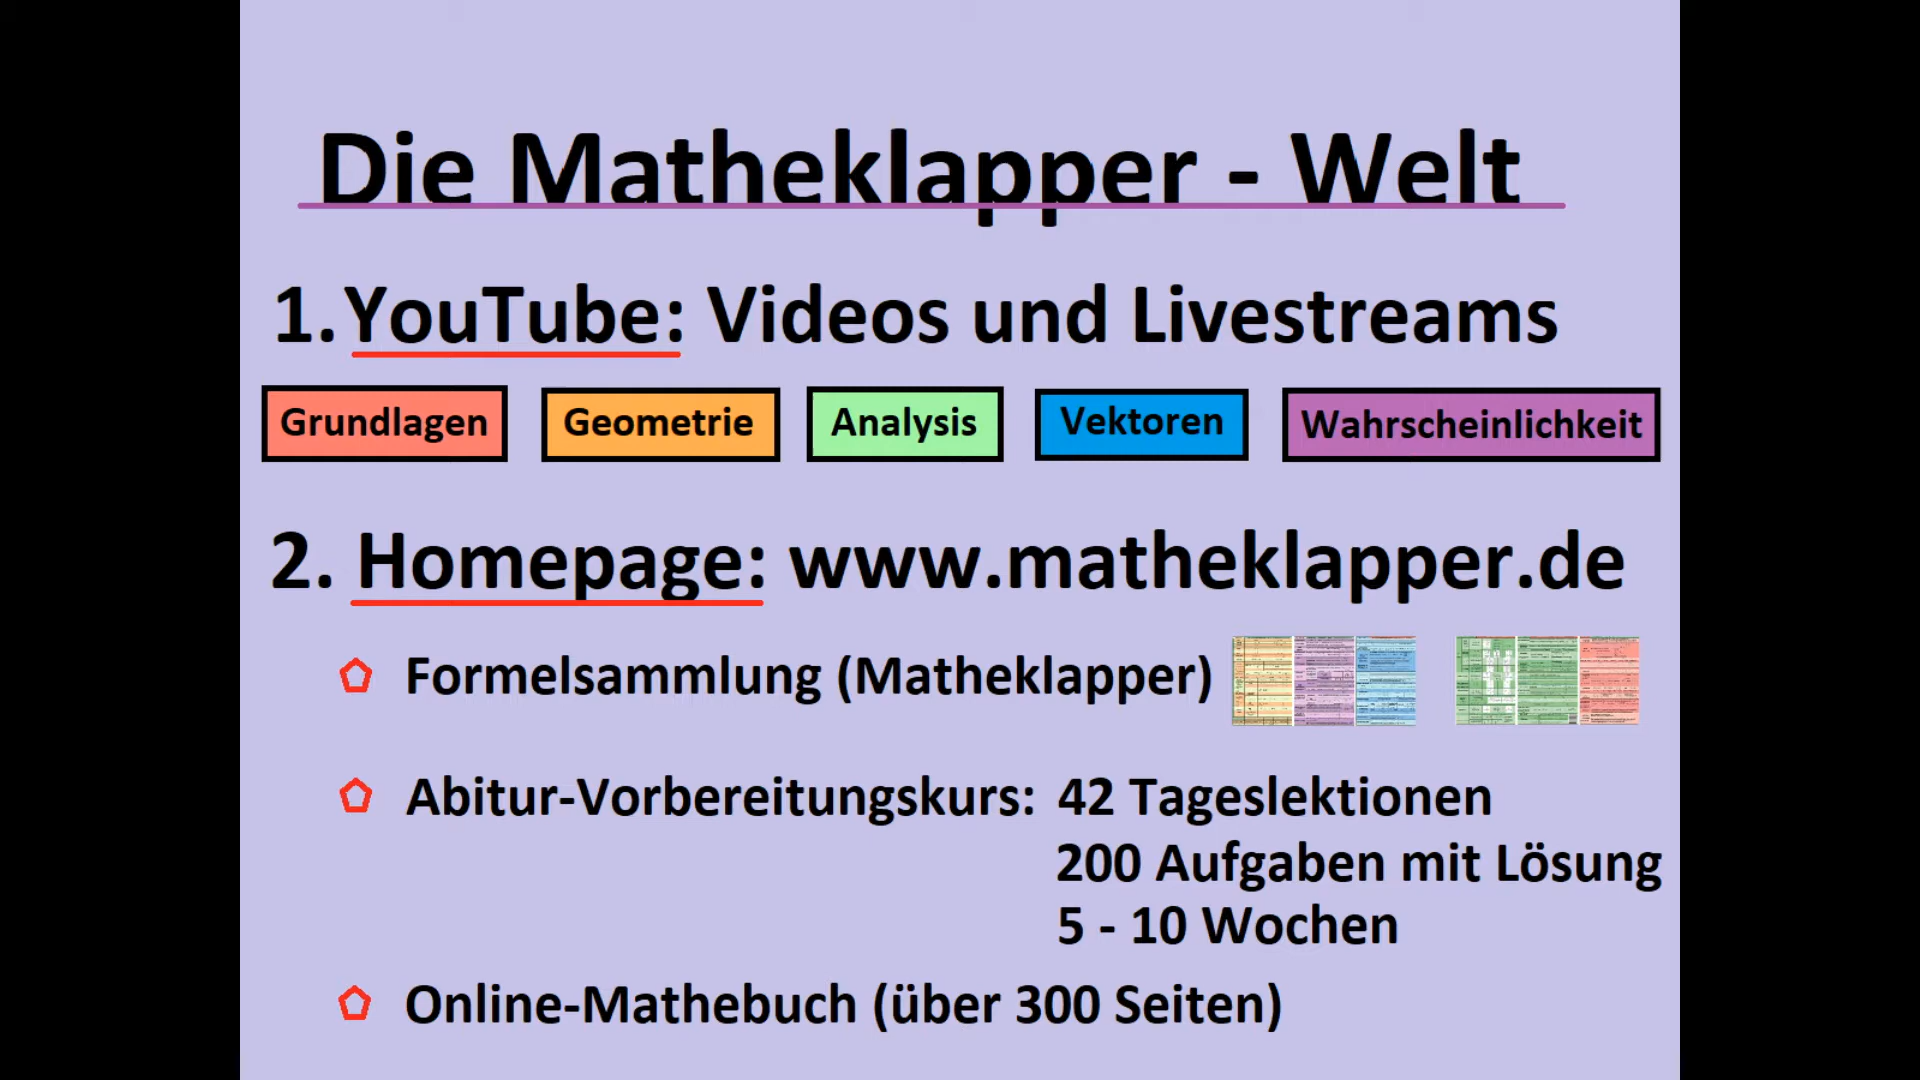 Die Matheklapper - Welt
1. YouTube: Videos und Livestreams
Grundlagen Geometrie Analysis Vektoren Wahrscheinlichkeit
2. Homepage: www.matheklapper.de
Formelsammlung (Matheklapper)
Abitur-Vorbereitungskurs: 42 Tageslektionen
200 Aufgaben mit Lösung
5 - 10 Wochen
Online-Mathebuch (über 300 Seiten)